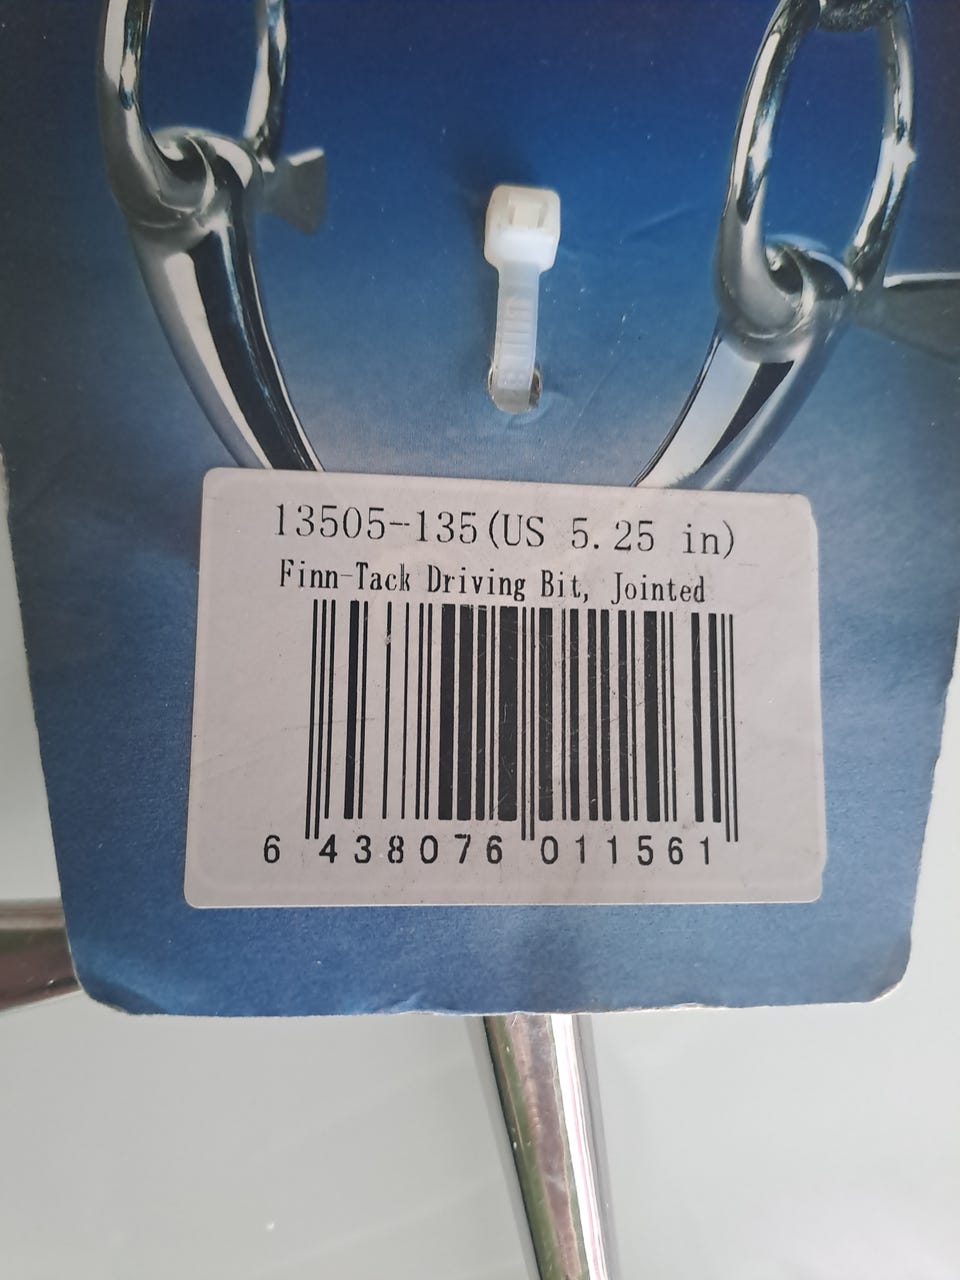 13505-135(US 5.25 in)
Finn-Tack Driving Bit, Jointed
6 438076 011561